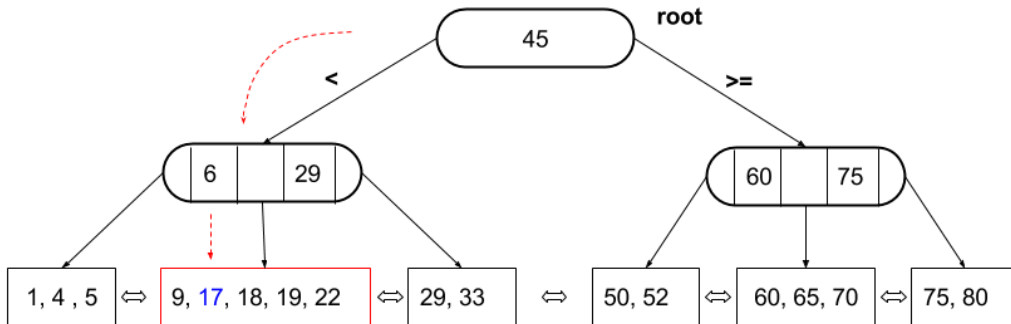 root
45
<
>=
6 29
60 75
1, 4 , 5
9, 17, 18, 19, 22
29, 33
50, 52
60, 65, 70
75, 80